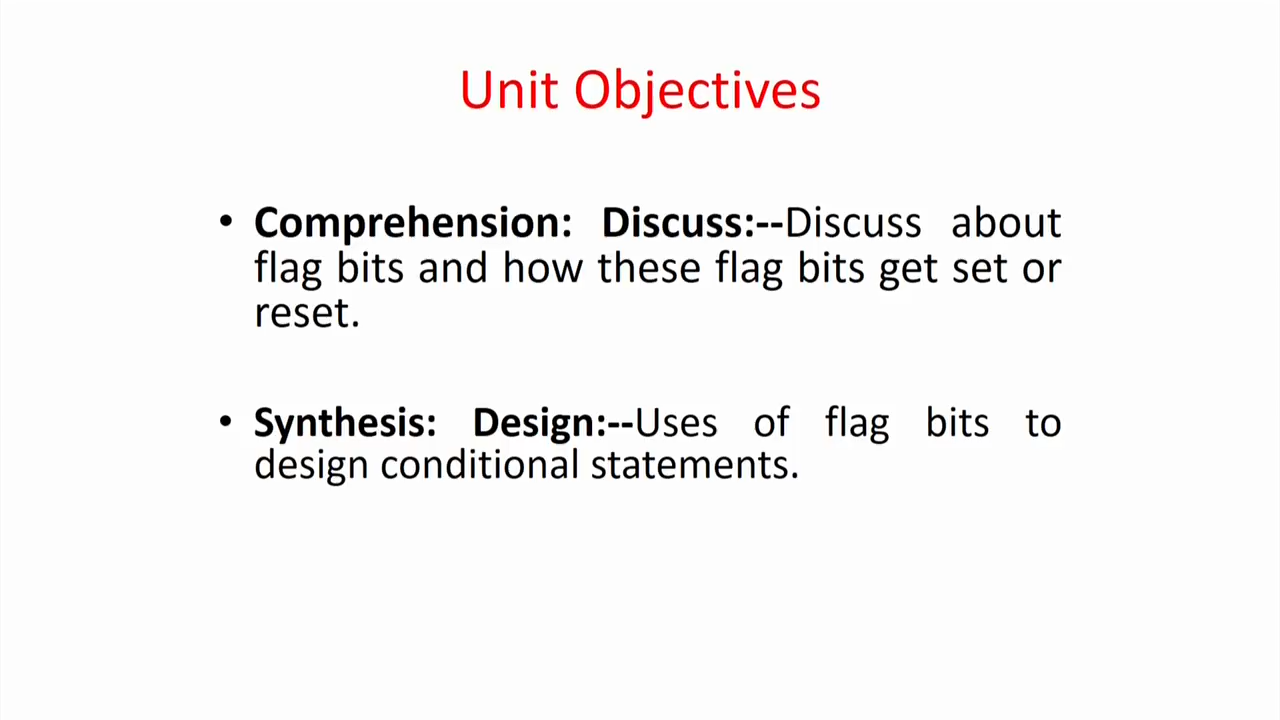 Unit Objectives
• Comprehension: Discuss:--Discuss about
flag bits and how these flag bits get set or
reset.
• Synthesis: Design:--Uses of flag bits to
design conditional statements.